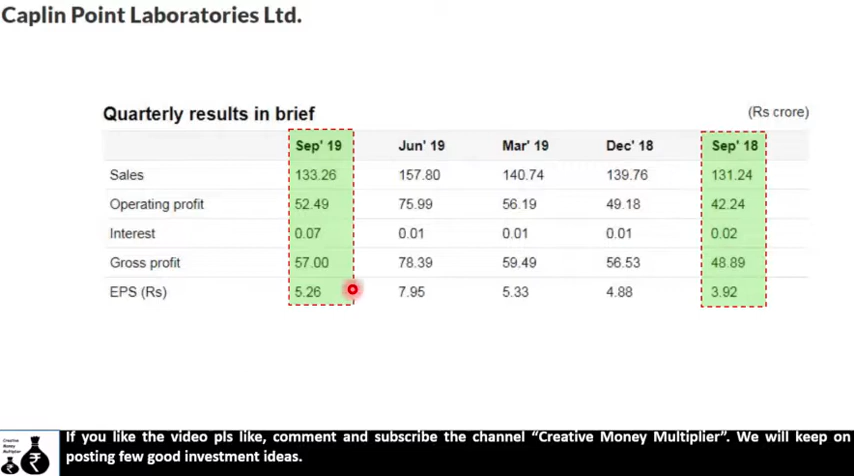 Caplin Point Laboratories Ltd.
Quarterly results in brief (Rs crore)
Sep' 19 Jun' 19 Mar' 19 Dec' 18 Sep' 18
Sales 133.26 157.80 140.74 139.76 131.24
Operating profit 52.49 75.99 56.19 49.18 42.24
Interest 0.07 0.01 0.01 0.01 0.02
Gross profit 57.00 78.39 59.49 56.53 48.89
EPS (Rs) 5.26 7.95 5.33 4.88 3.92
Creative
Money
Multiplier
If you like the video pls like, comment and subscribe the channel “Creative Money Multiplier”. We will keep on
posting few good investment ideas.